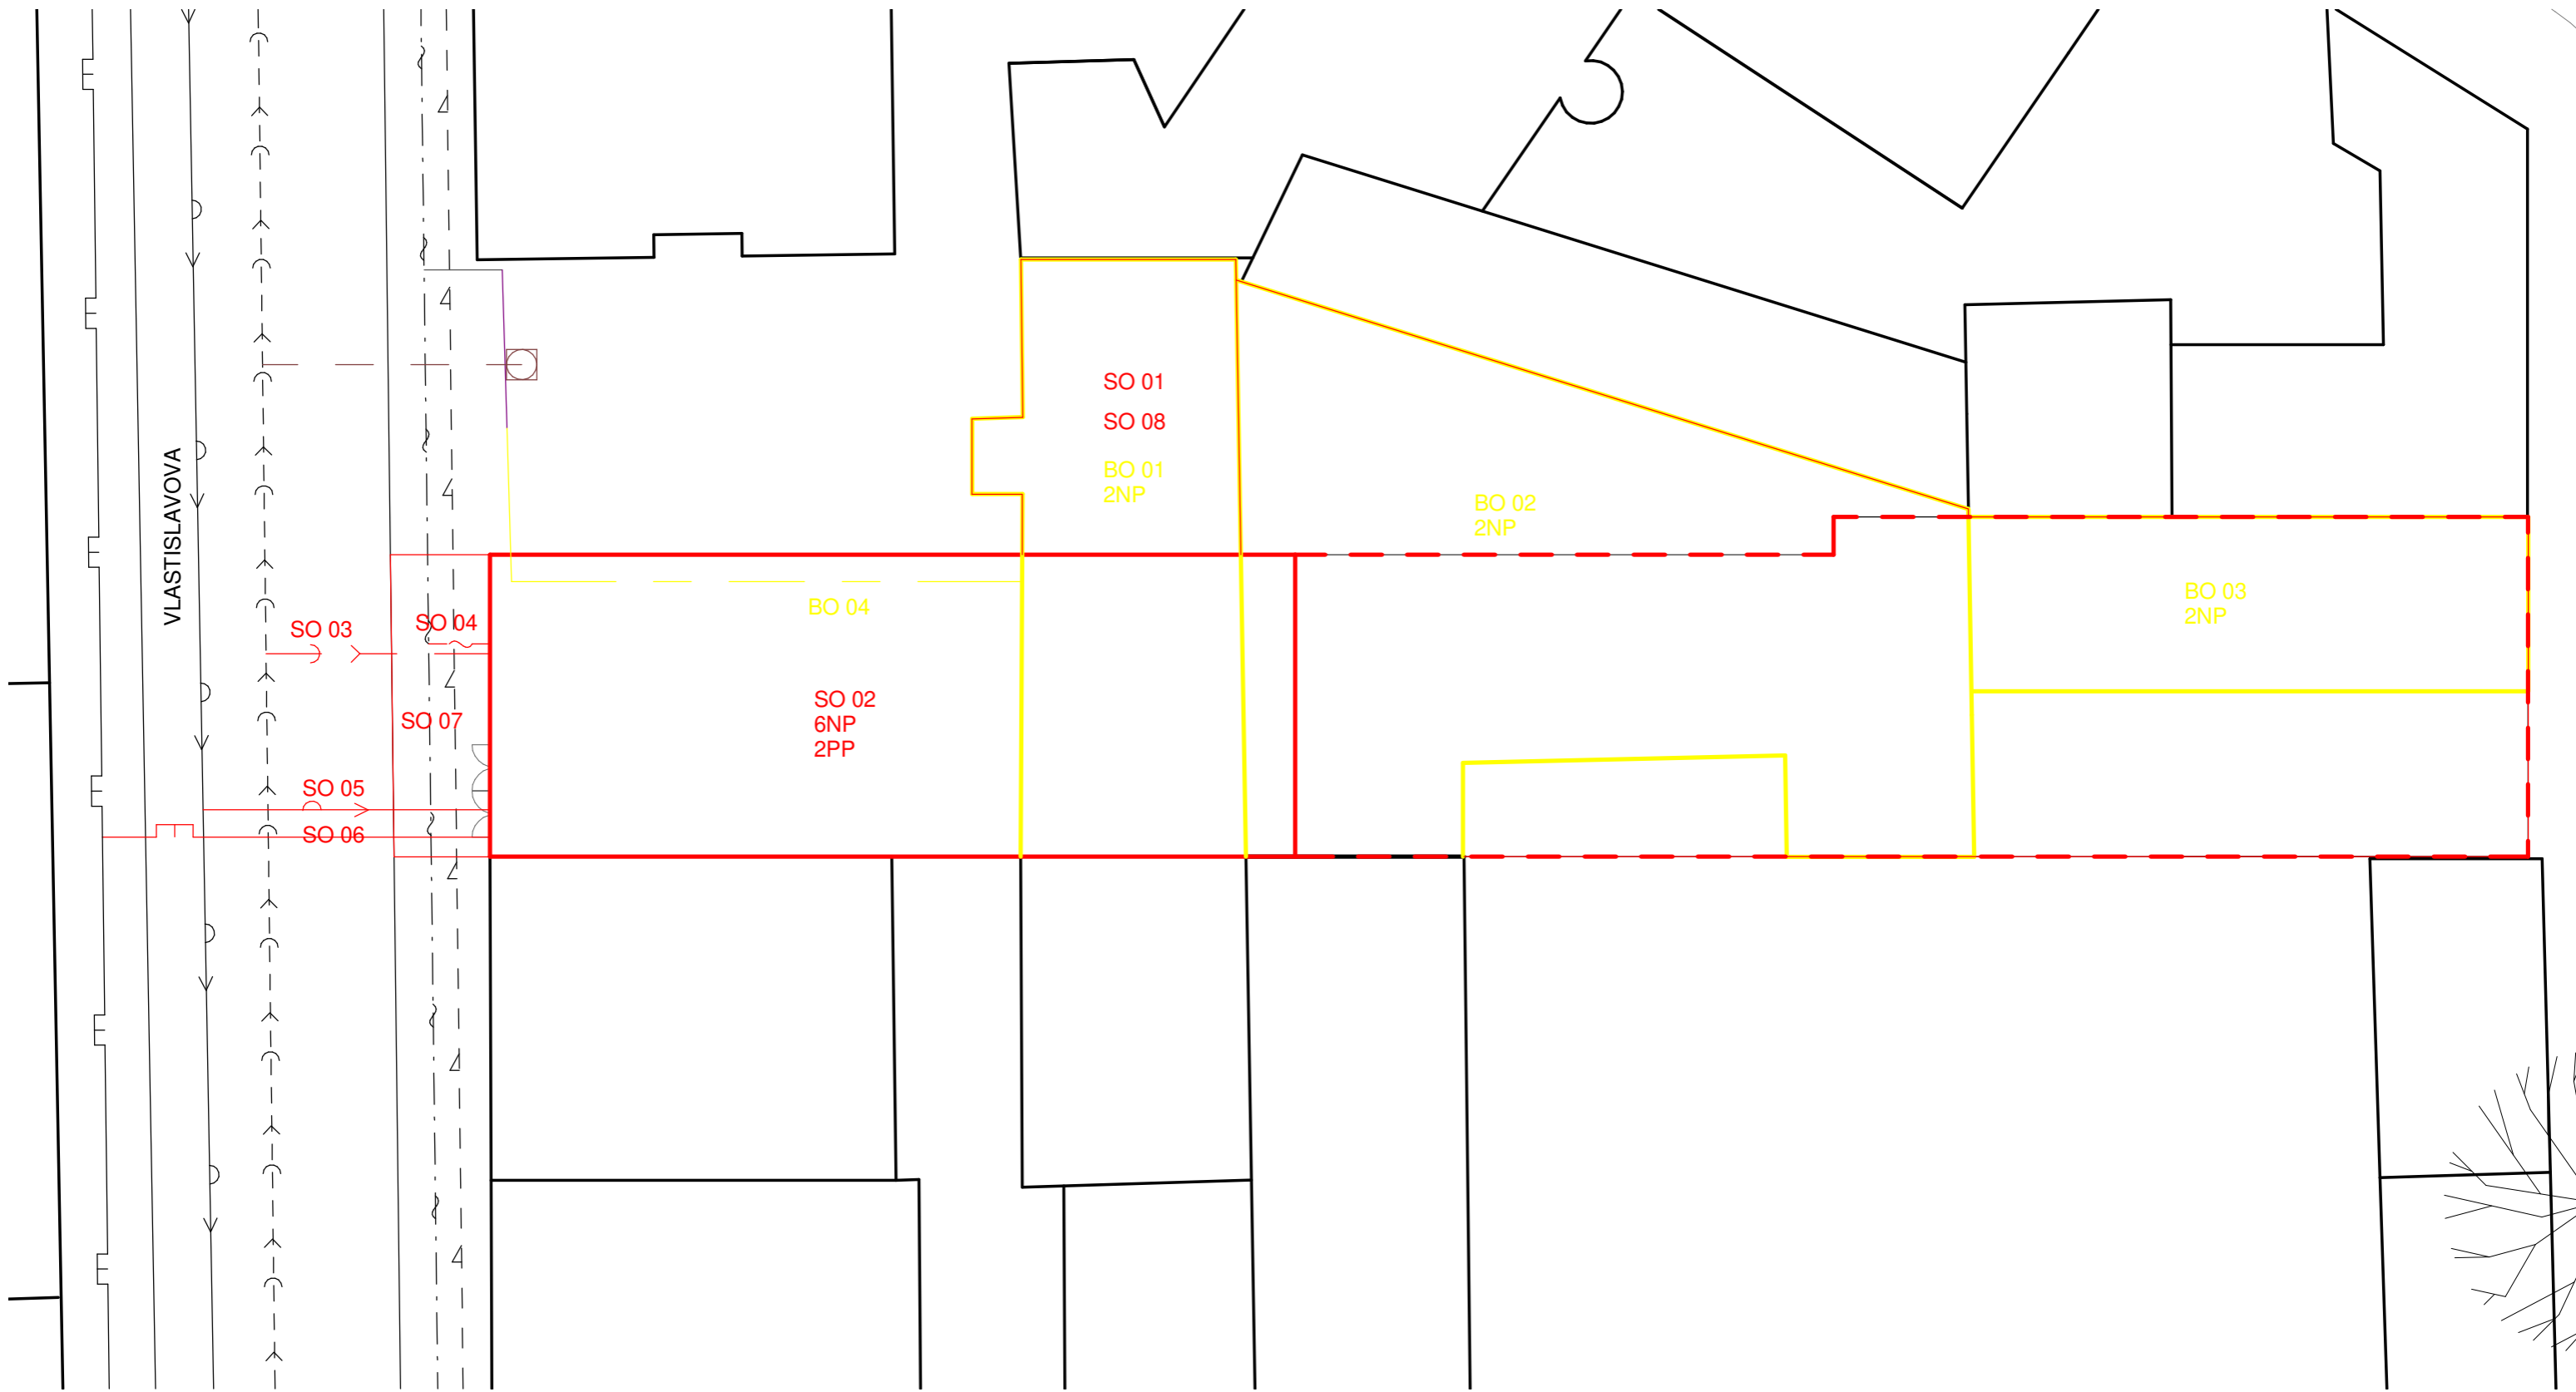 VLASTISLAVOVA
SO 01
SO 08
BO 01
2NP
BO 02
2NP
BO 03
2NP
BO 04
SO 03
SO 04
SO 02
6NP
2PP
SO 07
SO 05
SO 06